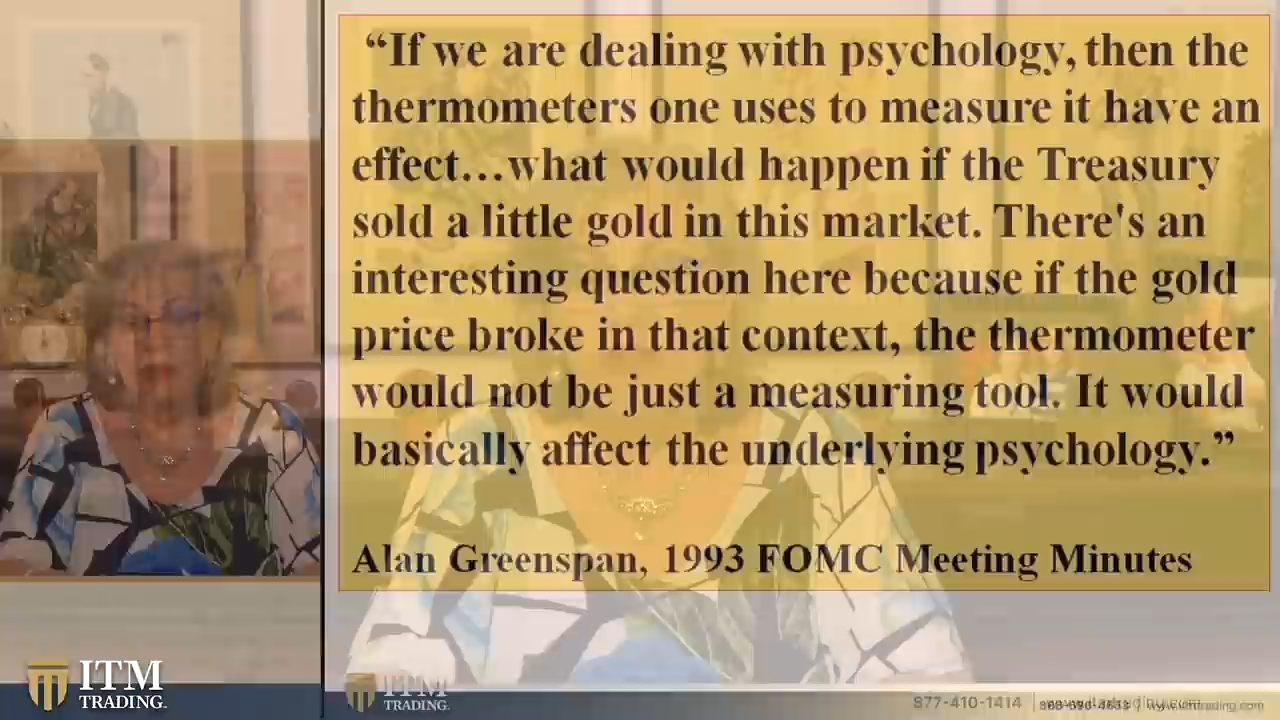 “If we are dealing with psychology, then the
thermometers one uses to measure it have an
effect…what would happen if the Treasury
sold a little gold in this market. There's an
interesting question here because if the gold
price broke in that context, the thermometer
would not be just a measuring tool. It would
basically affect the underlying psychology.”
Alan Greenspan, 1993 FOMC Meeting Minutes
ITM
TRADING.
ITM
TRADING.
877-410-1414
www.itmtrading.com